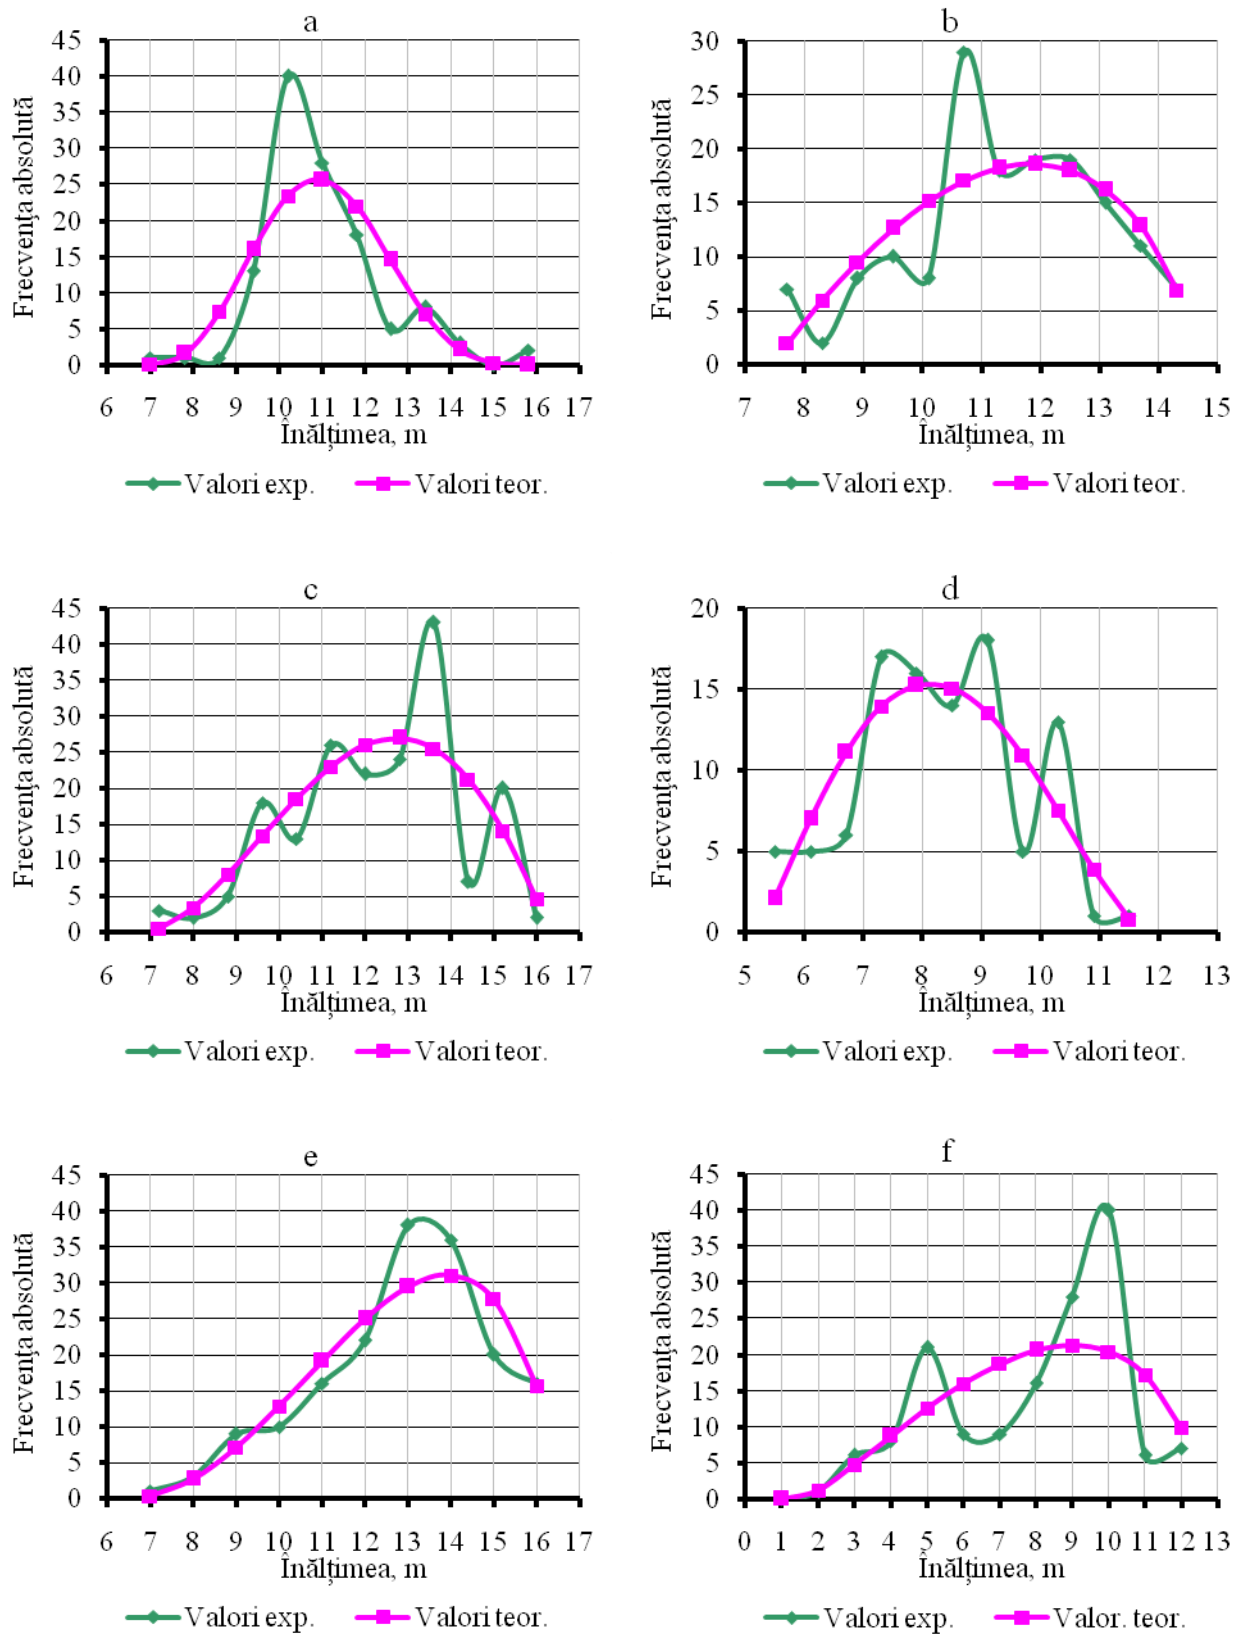 a
Frecvența absolută
45
40
35
30
25
20
15
10
5
0
6 7 8 9 10 11 12 13 14 15 16 17
Înălțimea, m
Valori exp. Valori teor.
b
Frecvența absolută
30
25
20
15
10
5
0
7 8 9 10 11 12 13 14 15
Înălțimea, m
Valori exp. Valori teor.
c
Frecvența absolută
45
40
35
30
25
20
15
10
5
0
6 7 8 9 10 11 12 13 14 15 16 17
Înălțimea, m
Valori exp. Valori teor.
d
Frecvența absolută
20
15
10
5
0
5 6 7 8 9 10 11 12 13
Înălțimea, m
Valori exp. Valori teor.
e
Frecvența absolută
45
40
35
30
25
20
15
10
5
0
6 7 8 9 10 11 12 13 14 15 16 17
Înălțimea, m
Valori exp. Valori teor.
f
Frecvența absolută
45
40
35
30
25
20
15
10
5
0
0 1 2 3 4 5 6 7 8 9 10 11 12 13
Înălțimea, m
Valori exp. Valor. teor.